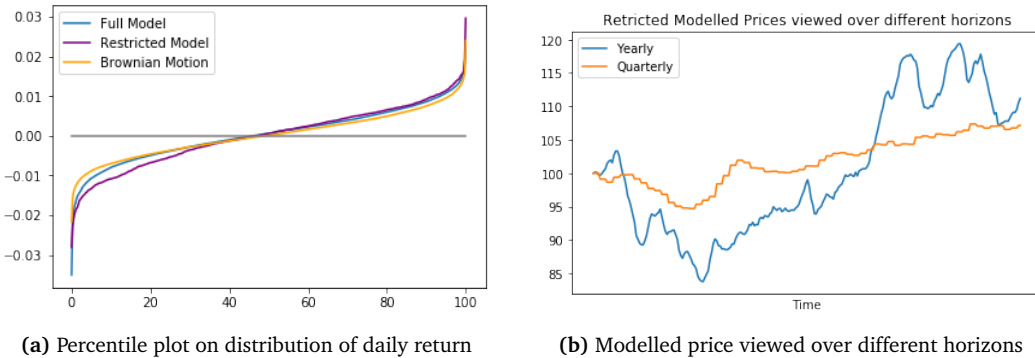 Full Model
Restricted Model
Brownian Motion
0.03
0.02
0.01
0.00
−0.01
−0.02
−0.03
0 20 40 60 80 100
(a) Percentile plot on distribution of daily return
Retricted Modelled Prices viewed over different horizons
Yearly
Quarterly
120
115
110
105
100
95
90
85
Time
(b) Modelled price viewed over different horizons